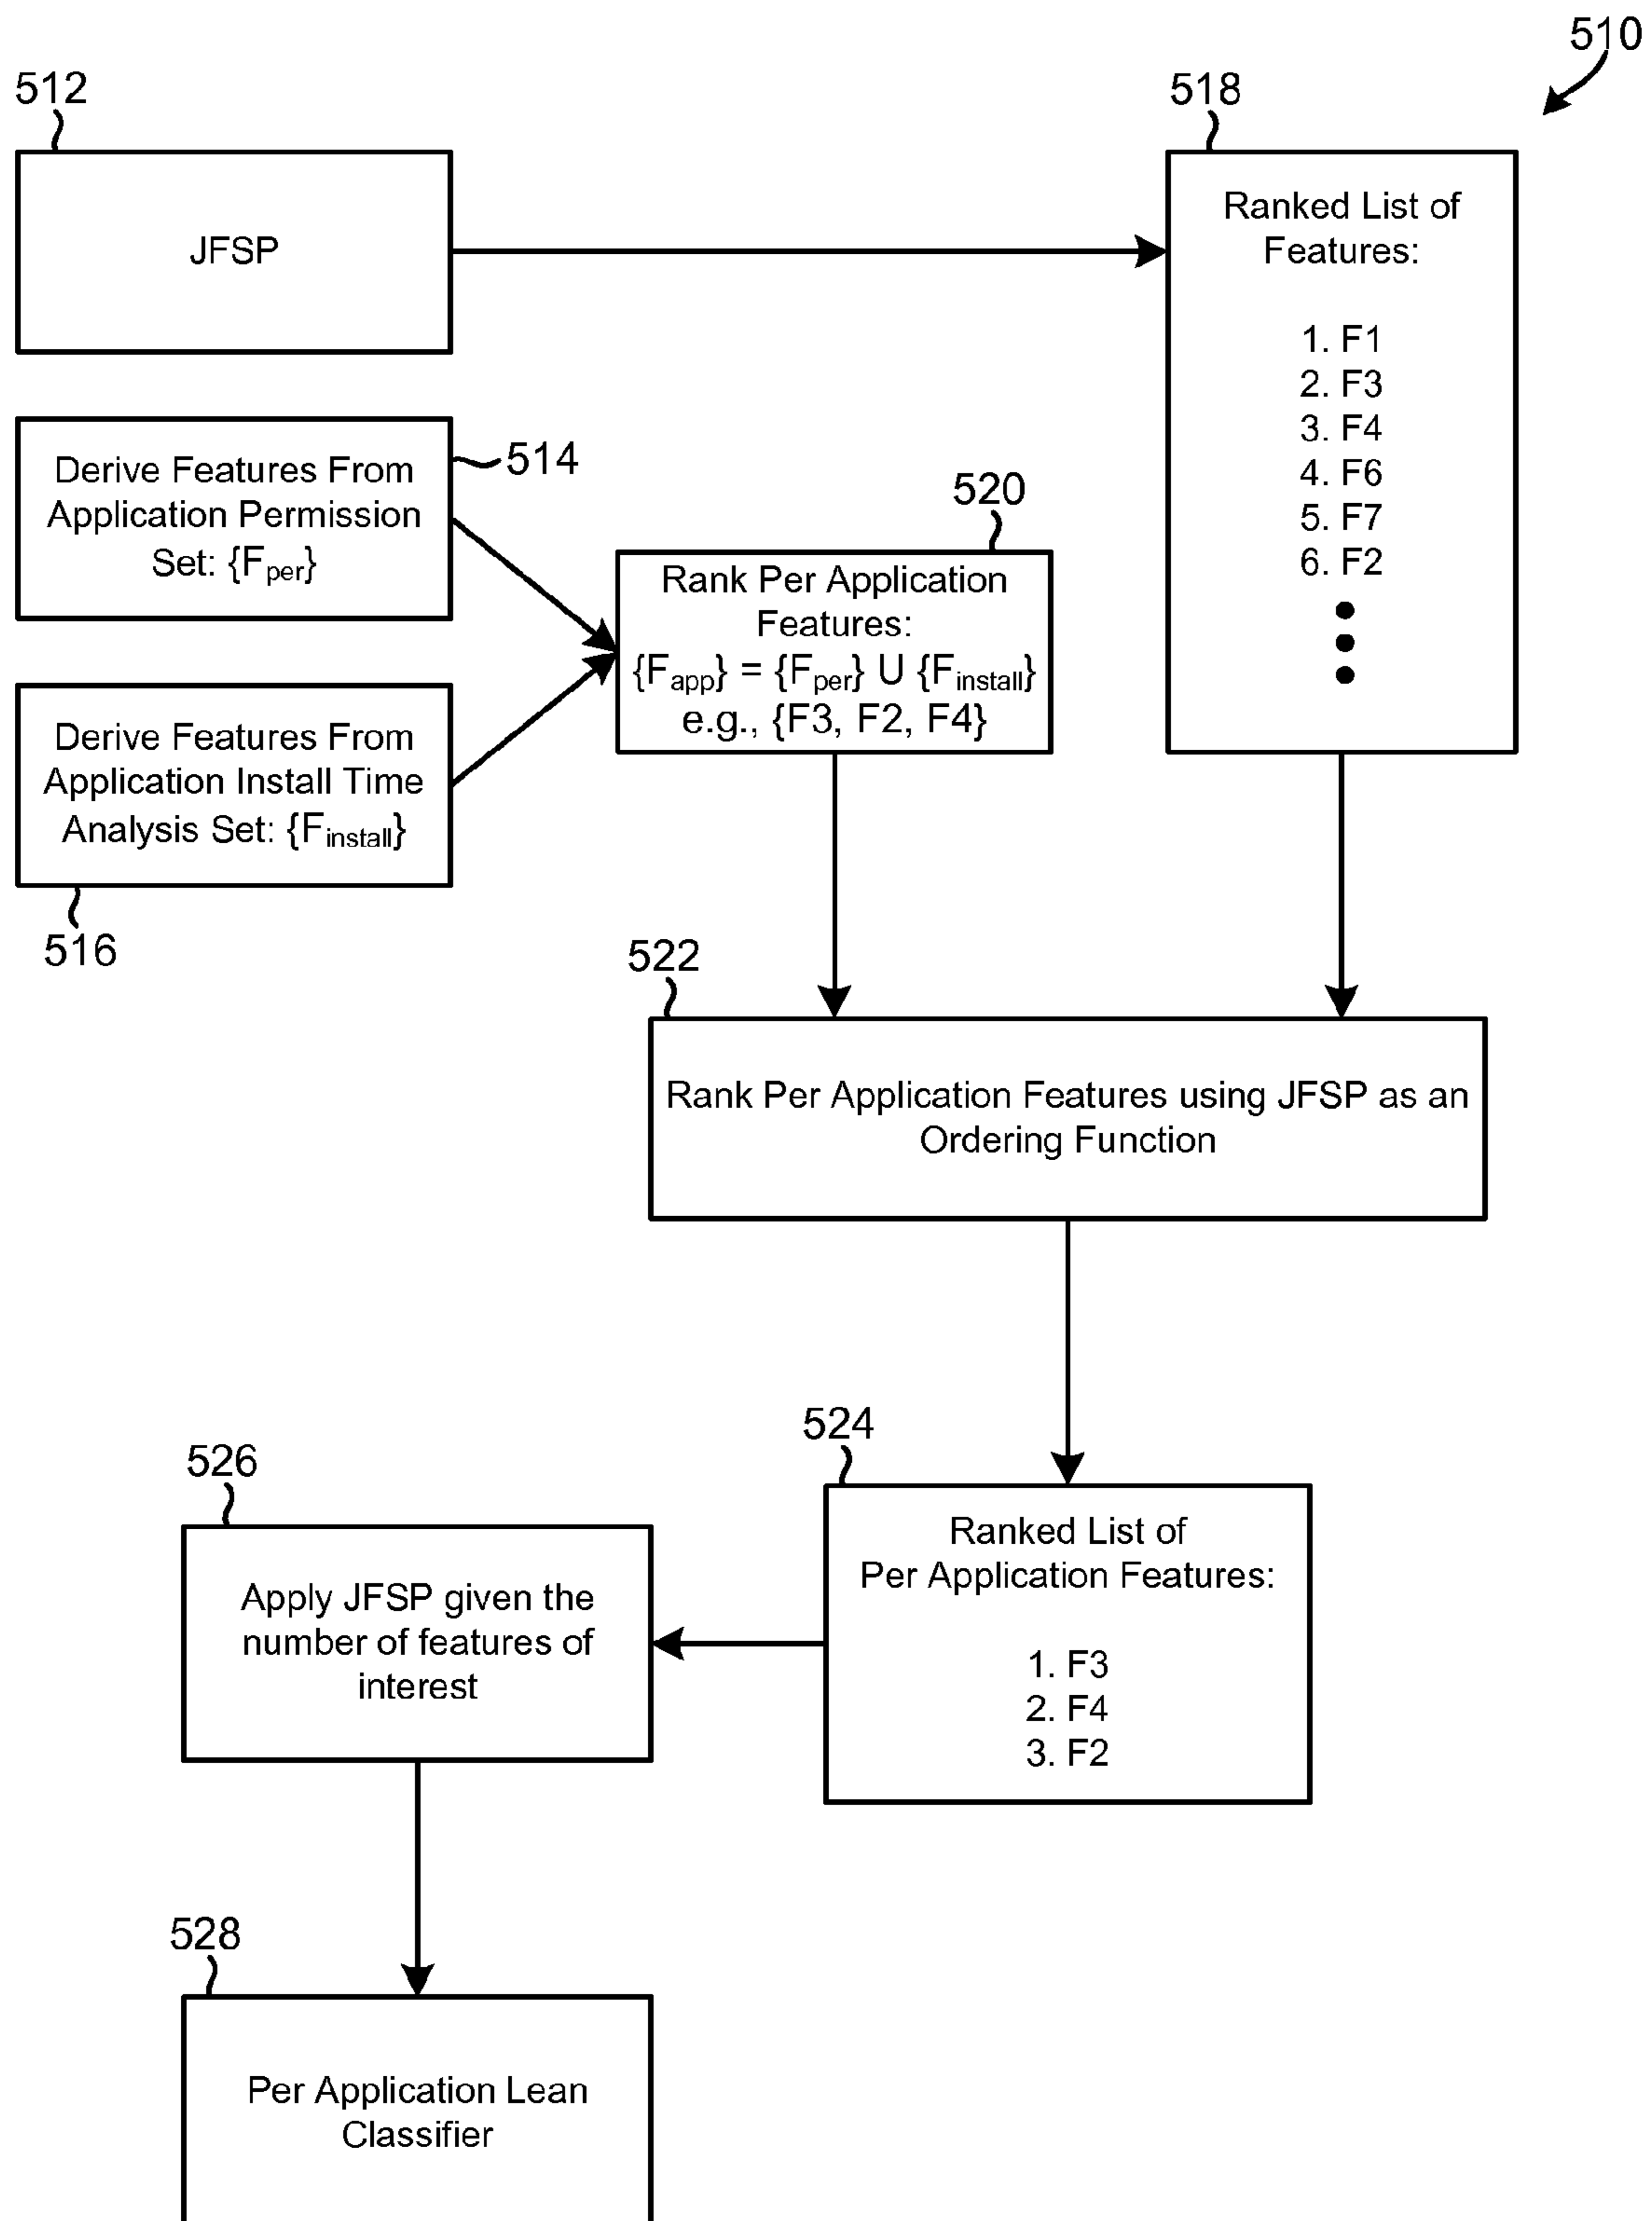 510
512
518
JFSP
Ranked List of
Features:
1. F1
2. F3
3. F4
4. F6
5. F7
6. F2
Derive Features From
Application Permission
Set: {Fper}
514
520
Rank Per Application
Features:
{Fapp} = {Fper} U {Finstall}
e.g., {F3, F2, F4}
Derive Features From
Application Install Time
Analysis Set: {Finstall}
516
522
Rank Per Application Features using JFSP as an
Ordering Function
524
Ranked List of
Per Application Features:
1. F3
2. F4
3. F2
526
Apply JFSP given the
number of features of
interest
528
Per Application Lean
Classifier